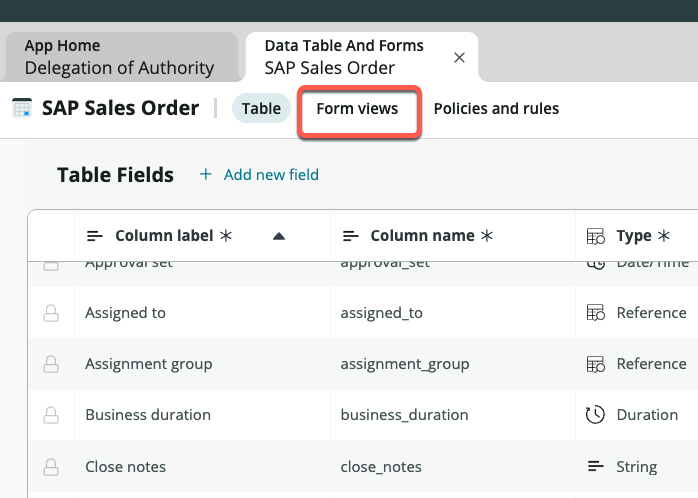 App Home
Delegation of Authority
Data Table And Forms
SAP Sales Order
SAP Sales Order
Table
Form views
Policies and rules
Table Fields
+ Add new field
Column label *
Column name *
Type *
Approval set
approval_set
Date/Time
Assigned to
assigned_to
Reference
Assignment group
assignment_group
Reference
Business duration
business_duration
Duration
Close notes
close_notes
String